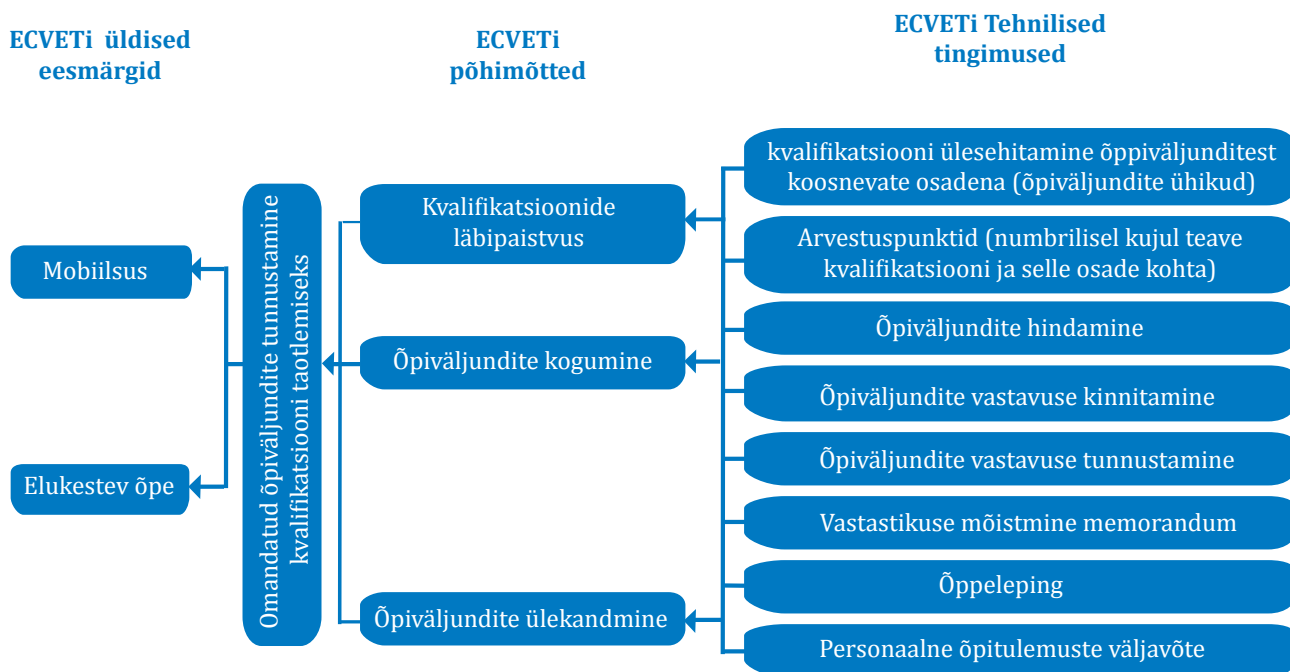 ECVETi üldised
eesmärgid
ECVETi
põhimõtted
ECVETi Tehnilised
tingimused
Mobiilsus
Elukestev õpe
Omandatud õpiväljundite tunnustamine
kvalifikatsiooni taotlemiseks
Kvalifikatsioonide
läbipaistvus
Õpiväljundite kogumine
Õpiväljundite ülekandmine
kvalifikatsiooni ülesehitamine õppiväljunditest
koosnevate osadena (õpiväljundite ühikud)
Arvestuspunktid (numbrilisel kujul teave
kvalifikatsiooni ja selle osade kohta)
Õpiväljundite hindamine
Õpiväljundite vastavuse kinnitamine
Õpiväljundite vastavuse tunnustamine
Vastastikuse mõistmine memorandum
Õppeleping
Personaalne õpitulemuste väljavõte